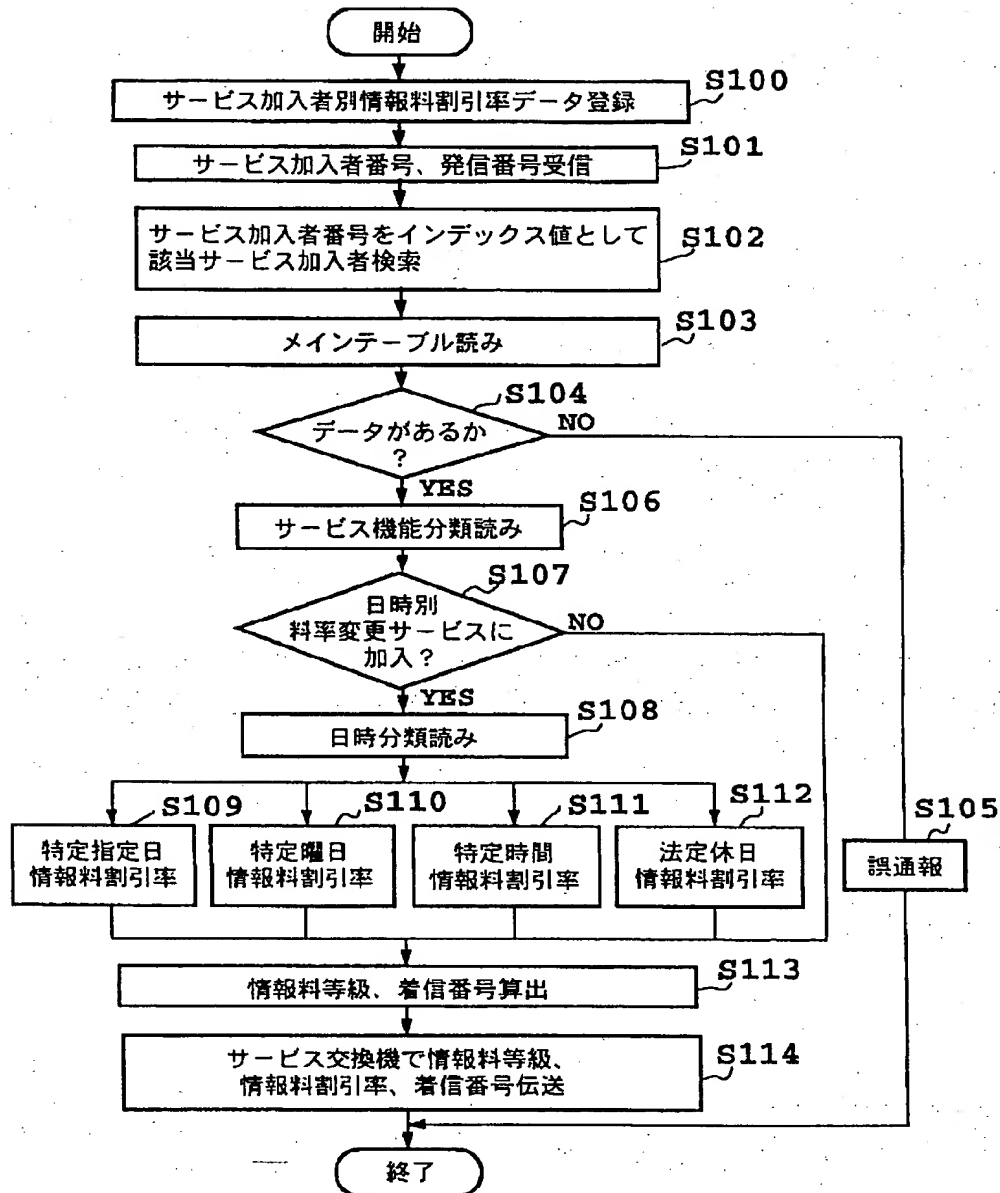 開始
サービス加入者別情報料割引率データ登録
S100
サービス加入者番号、発信番号受信
S101
サービス加入者番号をインデックス値として
該当サービス加入者検索
S102
メインテーブル読み
S103
データがあるか
?
S104
NO
YES
サービス機能分類読み
S106
日時別
料率変更サービスに
加入?
S107
NO
YES
日時分類読み
S108
S109
特定指定日
情報料割引率
S110
特定曜日
情報料割引率
S111
特定時間
情報料割引率
S112
法定休日
情報料割引率
S105
誤通報
情報料等級、着信番号算出
S113
サービス交換機で情報料等級、
情報料割引率、着信番号伝送
S114
終了